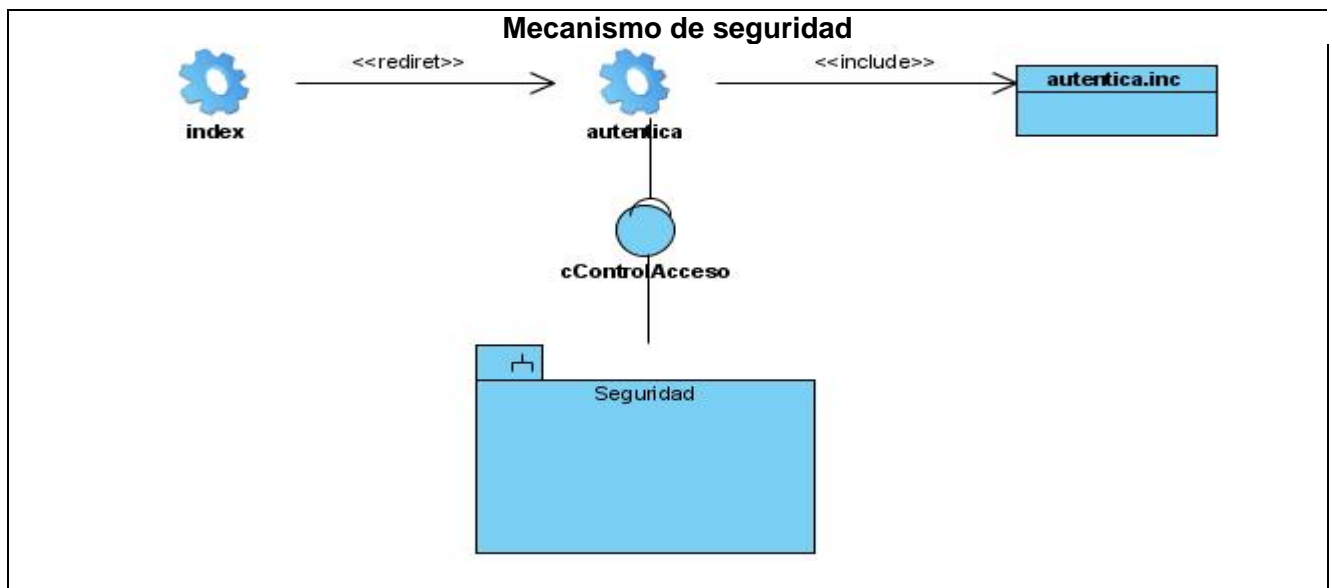 Mecanismo de seguridad
<<rediret>>
<<include>>
index
autentica
autentica.inc
cControlAcceso
Seguridad